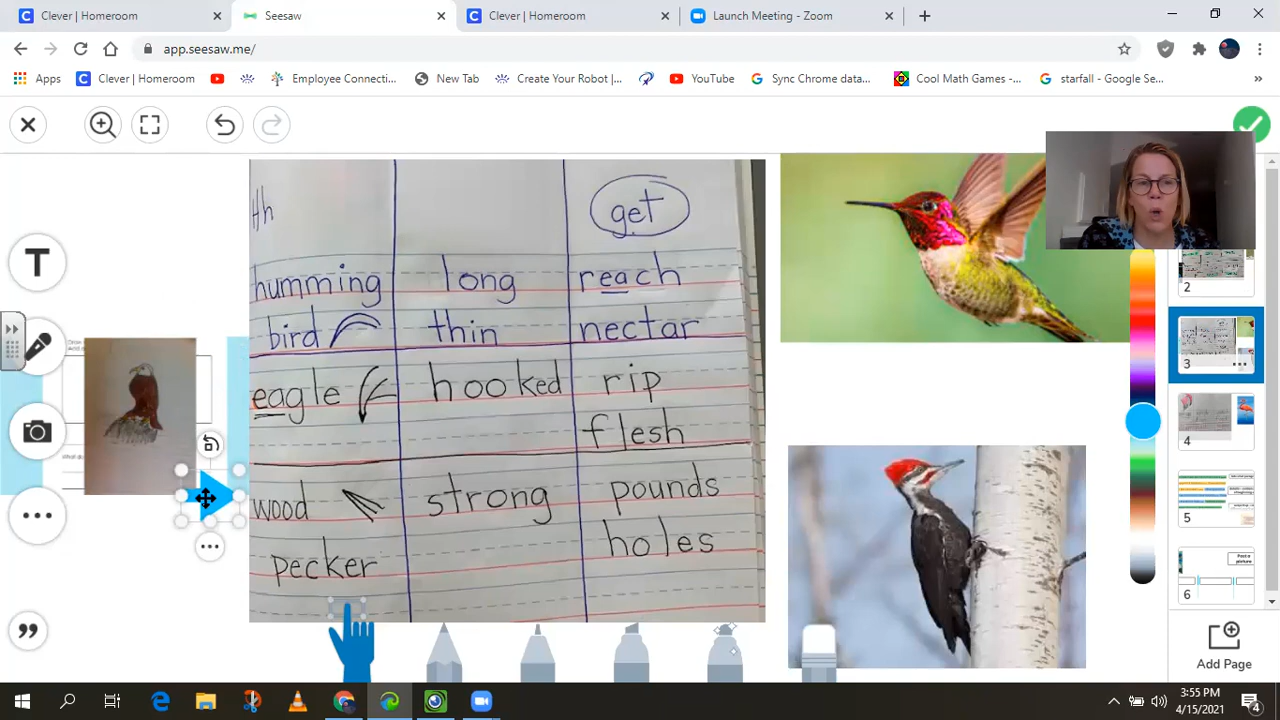 Clever | Homeroom
Seesaw
Clever | Homeroom
Launch Meeting - Zoom
app.seesaw.me/
Apps
Clever | Homeroom
Employee Connecti...
New Tab
Create Your Robot |...
YouTube
Sync Chrome data...
Cool Math Games -...
starfall - Google Se...
T
th
get
humming long reach
bird thin nectar
eagle hooked rip
flesh
wood strong pounds
pecker holes
2
3
4
5
6
Add Page
3:55 PM
4/15/2021
4